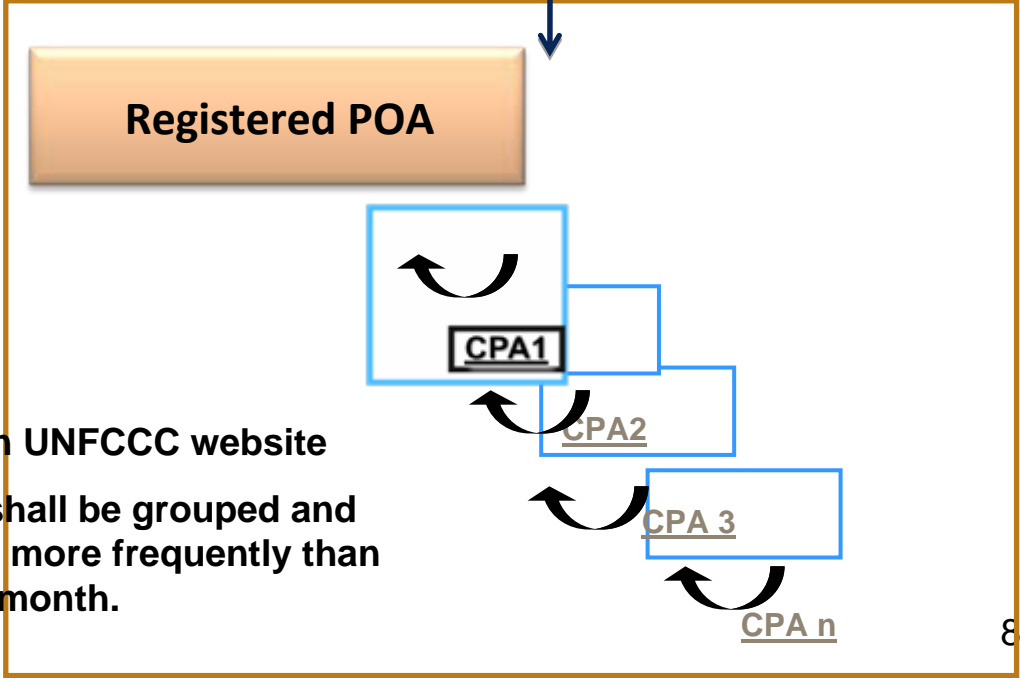 Registered POA
CPA1
CPA2
UNFCCC website
shall be grouped and
more frequently than
month.
CPA 3
CPA n
8